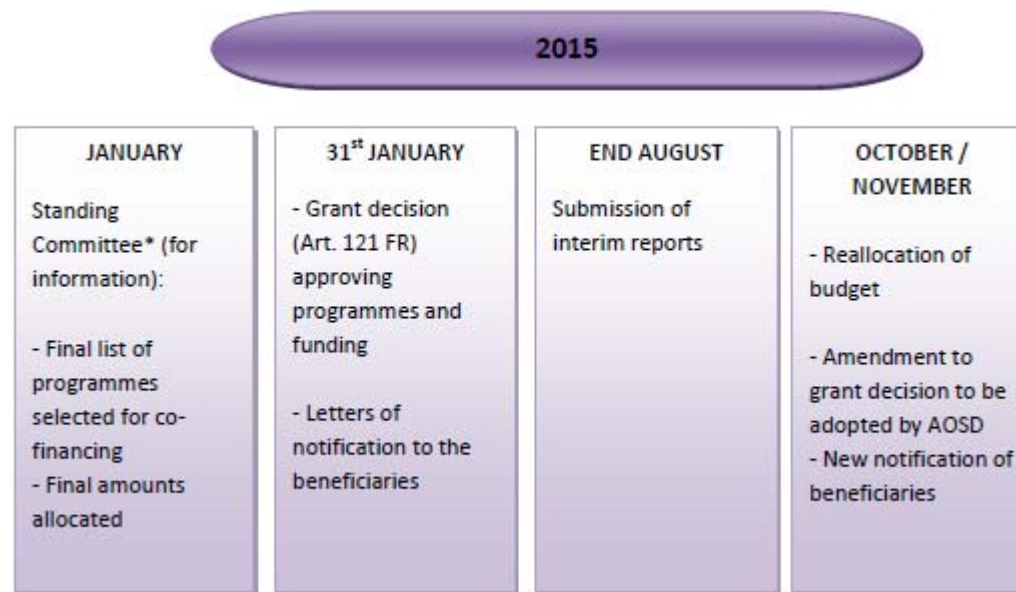 2015
JANUARY
Standing
Committee* (for
information):
- Final list of
programmes
selected for co-
financing
- Final amounts
allocated
31st JANUARY
- Grant decision
(Art. 121 FR)
approving
programmes and
funding
- Letters of
notification to the
beneficiaries
END AUGUST
Submission of
interim reports
OCTOBER /
NOVEMBER
- Reallocation of
budget
- Amendment to
grant decision to be
adopted by AOSD
- New notification of
beneficiaries